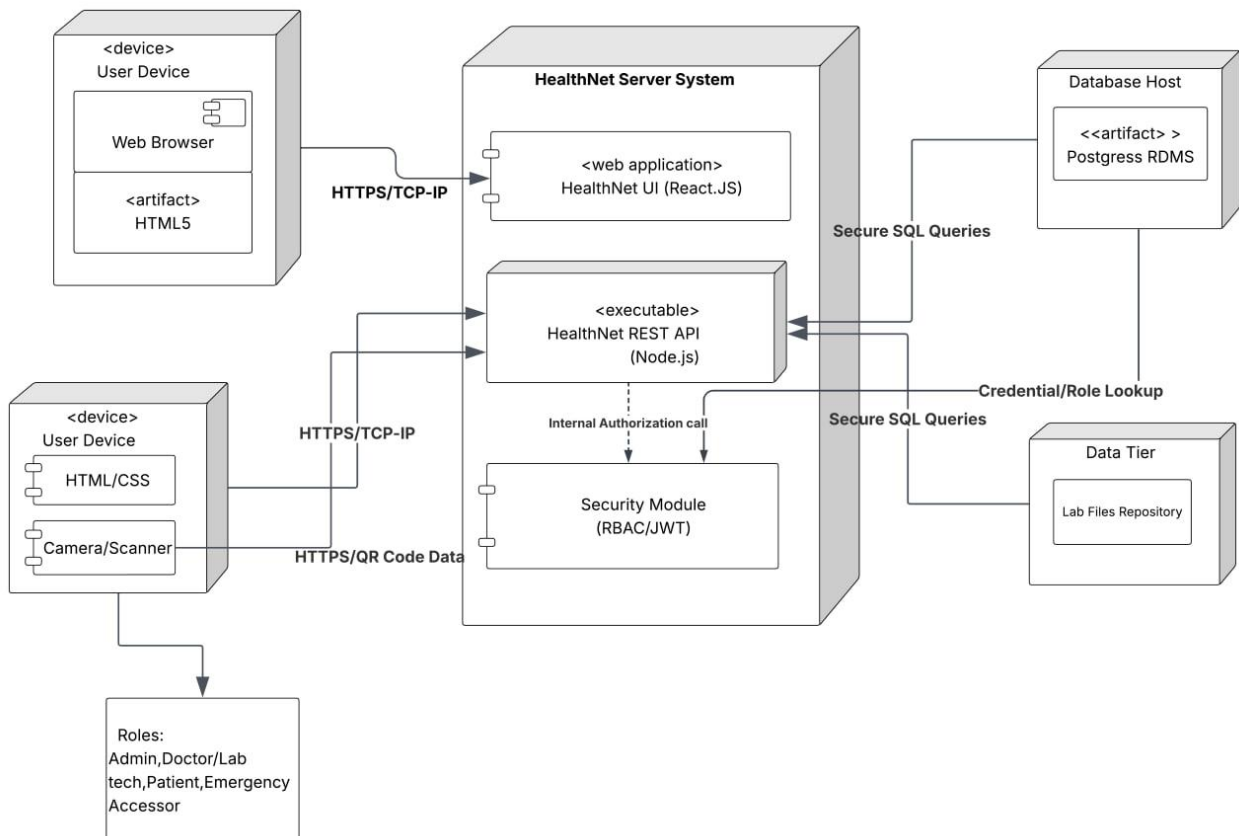 <device>
User Device
Web Browser
<artifact>
HTML5
HTTPS/TCP-IP
HealthNet Server System
<web application>
HealthNet UI (React.JS)
<executable>
HealthNet REST API
(Node.js)
Internal Authorization call
Security Module
(RBAC/JWT)
Database Host
<<artifact> >
Postgress RDMS
Secure SQL Queries
Credential/Role Lookup
Secure SQL Queries
Data Tier
Lab Files Repository
<device>
User Device
HTML/CSS
Camera/Scanner
HTTPS/TCP-IP
HTTPS/QR Code Data
Roles:
Admin,Doctor/Lab
tech,Patient,Emergency
Accessor